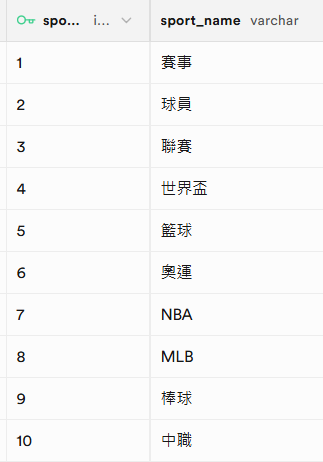 spo... i... sport_name varchar
1 賽事
2 球員
3 聯賽
4 世界盃
5 籃球
6 奧運
7 NBA
8 MLB
9 棒球
10 中職